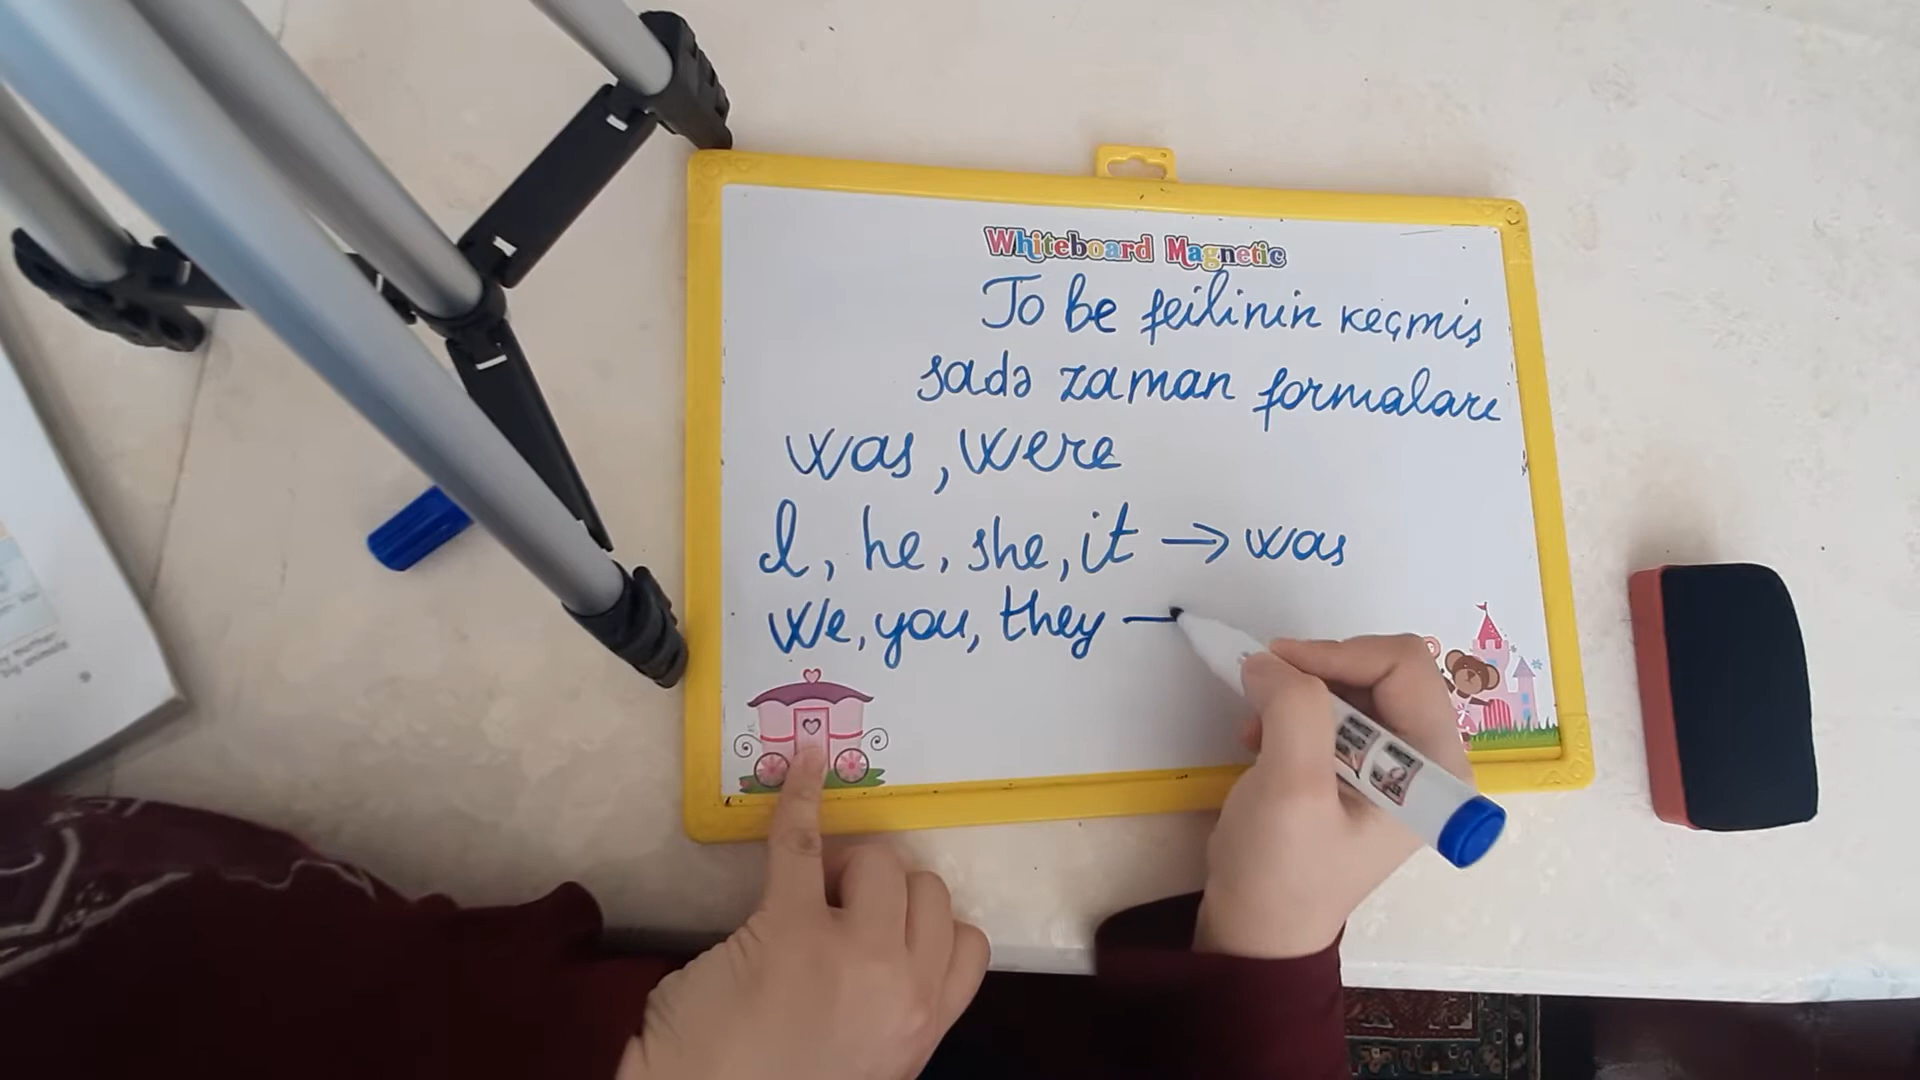 Whiteboard Magnetic
To be feilinin keçmiş
sadə zaman formaları
was, were
I, he, she, it → was
We, you, they —